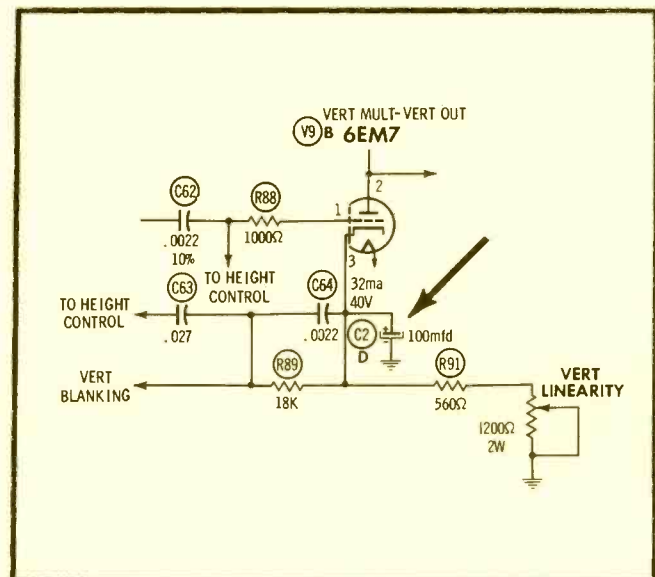 VERT MULT-VERT OUT
V9 B 6EM7
2
C62
R88
1
.0022
10%
1000Ω
3
TO HEIGHT
CONTROL
32ma
40V
C63
C64
TO HEIGHT
CONTROL
.027
.0022
C2
D
100mfd
R89
R91
VERT
BLANKING
18K
560Ω
VERT
LINEARITY
1200Ω
2W